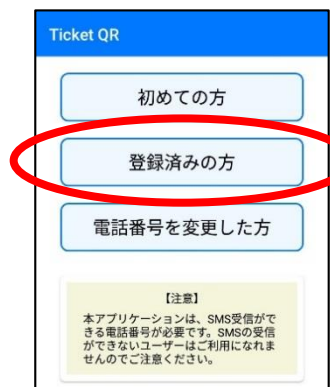 Ticket QR
初めての方
登録済みの方
電話番号を変更した方
【注意】
本アプリケーションは、SMS受信がで
きる電話番号が必要です。SMSの受信
ができないユーザーはご利用になれま
せんのでご注意ください。